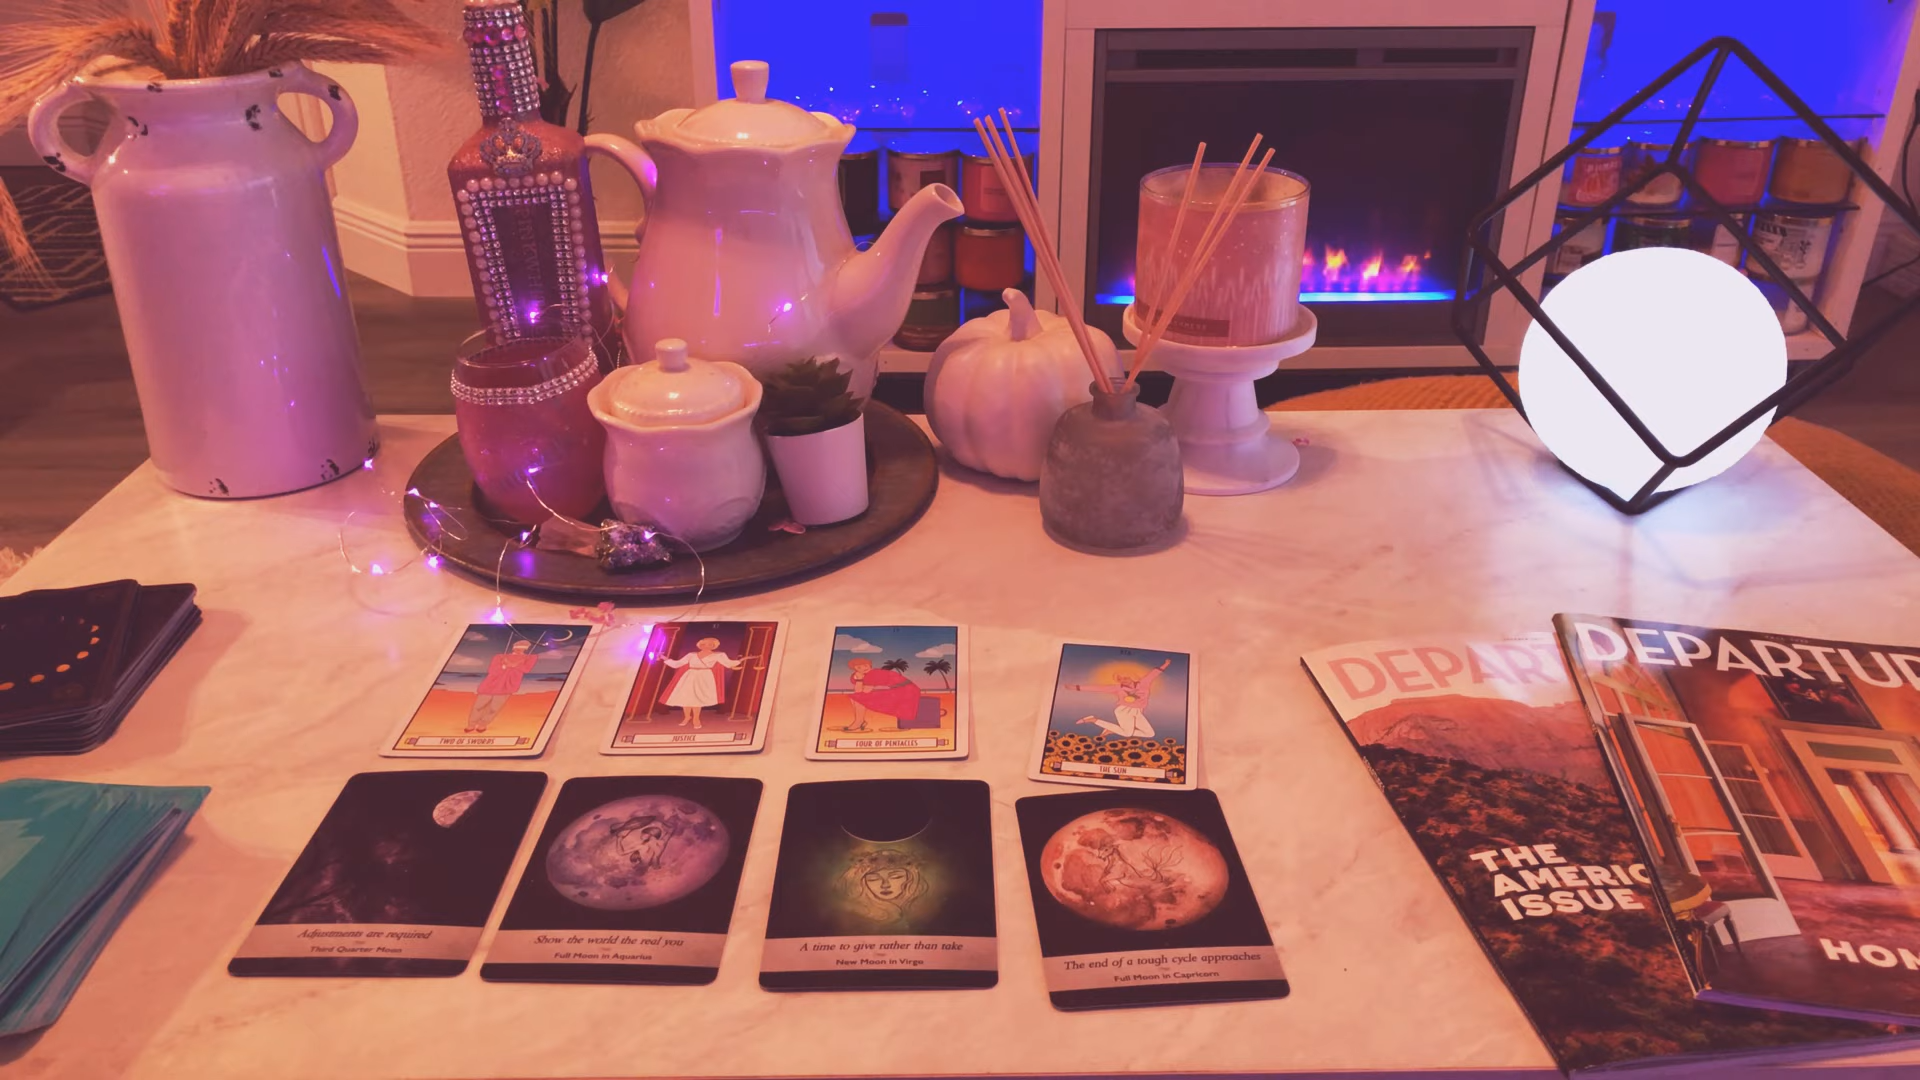 TWO OF SWORDS
JUSTICE
FOUR OF PENTACLES
THE SUN
Adjustments are required
Third Quarter Moon
Show the world the real you
Full Moon in Aquarius
A time to give rather than take
New Moon in Virgo
The end of a tough cycle approaches
Full Moon in Capricorn
DEPART
THE
AMERIC
ISSUE
DEPARTUR
HOM